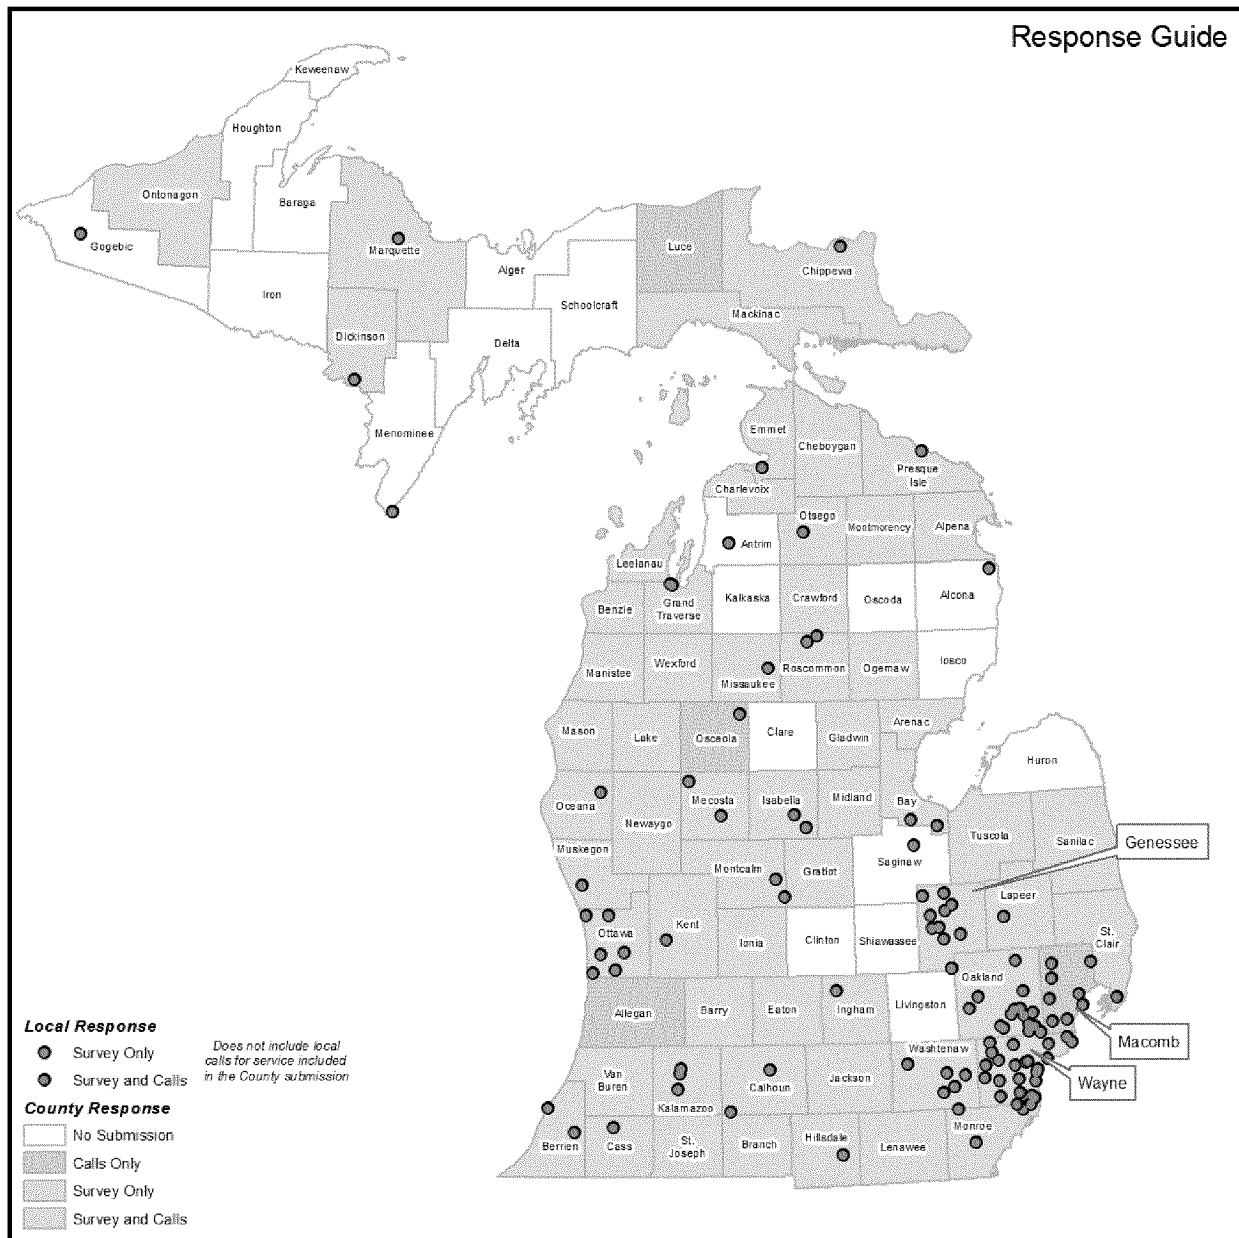 Response Guide
Keweenaw
Houghton
Ontonagon
Baraga
Gogebic
Marquette
Luce
Chippewa
Alger
Iron
Schoolcraft
Mackinac
Dickinson
Delta
Menominee
Emmet
Cheboygan
Presque
Isle
Charlevoix
Otsego
Montmorency
Alpena
Antrim
Leelanau
Benzie
Grand
Traverse
Kalkaska
Crawford
Oscoda
Alcona
Manistee
Wexford
Missaukee
Roscommon
Ogemaw
Iosco
Mason
Lake
Osceola
Clare
Gladwin
Arenac
Huron
Oceana
Newaygo
Mecosta
Isabella
Midland
Bay
Tuscola
Sanilac
Genessee
Muskegon
Montcalm
Gratiot
Saginaw
Lapeer
Ottawa
Kent
Ionia
Clinton
Shiawassee
St.
Clair
Oakland
Allegan
Barry
Eaton
Ingham
Livingston
Macomb
Washtenaw
Wayne
Van
Buren
Kalamazoo
Calhoun
Jackson
Berrien
Cass
St.
Joseph
Branch
Hillsdale
Lenawee
Monroe
Local Response
Survey Only
Survey and Calls
Does not include local
calls for service included
in the County submission
County Response
No Submission
Calls Only
Survey Only
Survey and Calls